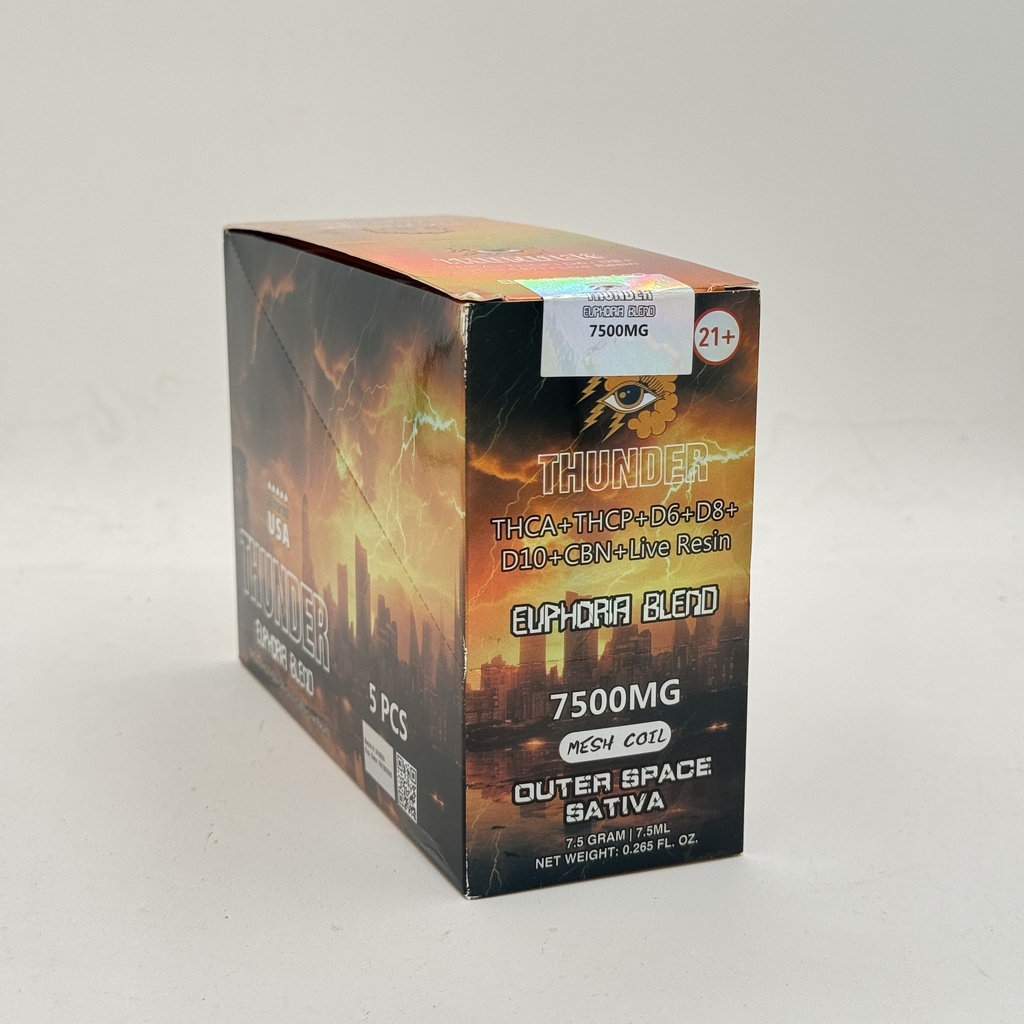 THUNDER
EUPHORIA BLEND
7500MG
21+
THUNDER
THCA+THCP+D6+D8+
D10+CBN+Live Resin
EUPHORIA BLEND
7500MG
MESH COIL
OUTER SPACE
SATIVA
7.5 GRAM | 7.5ML
NET WEIGHT: 0.265 FL. OZ.
USA
THUNDER
EUPHORIA BLEND
5 PCS